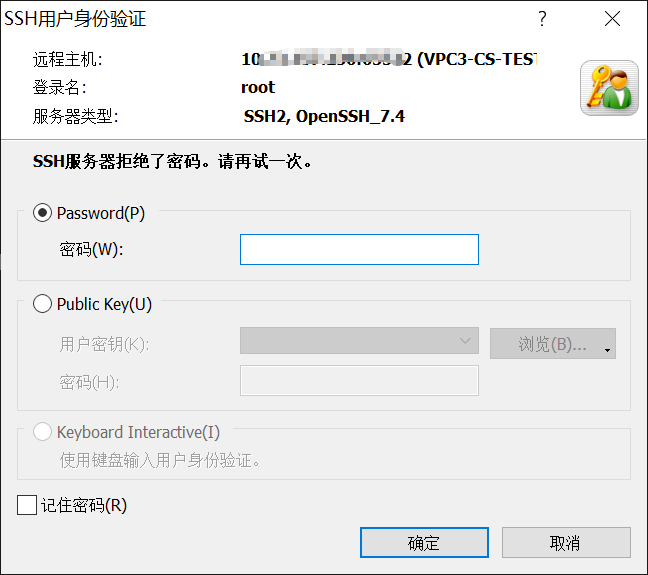 SSH用户身份验证
远程主机: (VPC3-CS-TEST
登录名: root
服务器类型: SSH2, OpenSSH_7.4
SSH服务器拒绝了密码。请再试一次。
Password(P)
密码(W):
Public Key(U)
用户密钥(K): 浏览(B)...
密码(H):
Keyboard Interactive(I)
使用键盘输入用户身份验证。
记住密码(R)
确定 取消